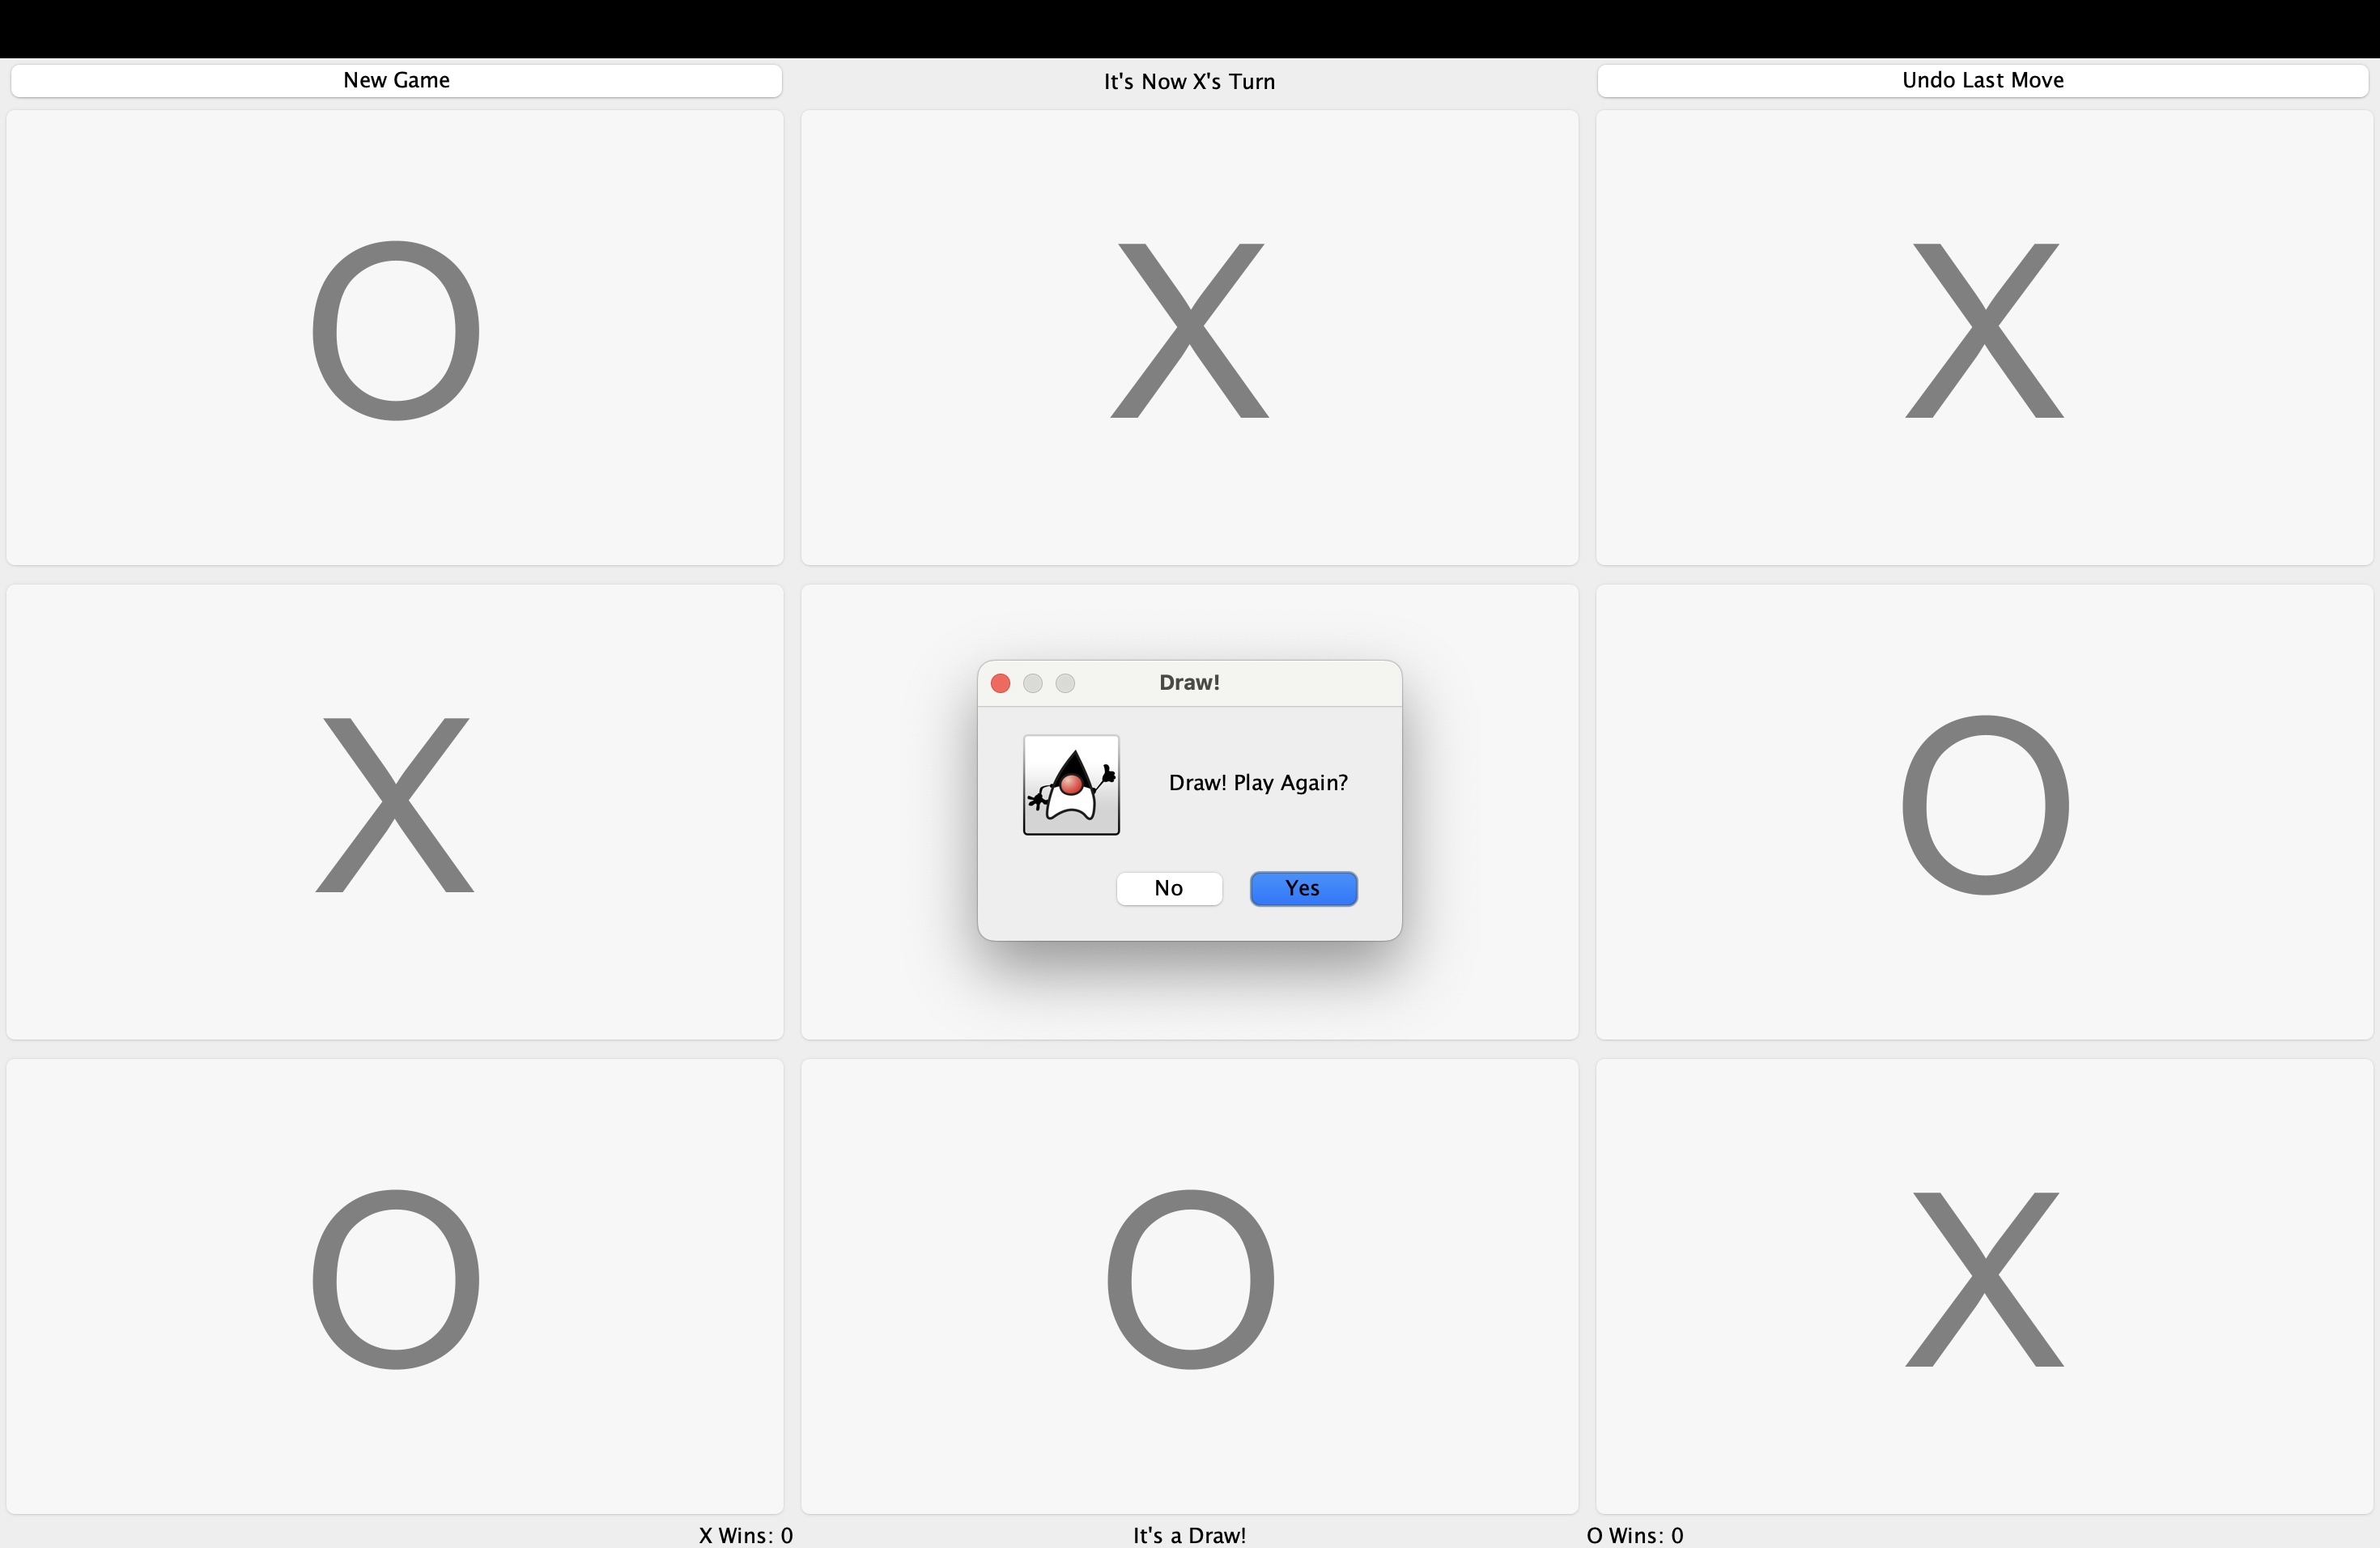 New Game It's Now X's Turn Undo Last Move
O X X
X O
Draw!
Draw! Play Again?
No Yes
O O X
X Wins: 0 It's a Draw! O Wins: 0